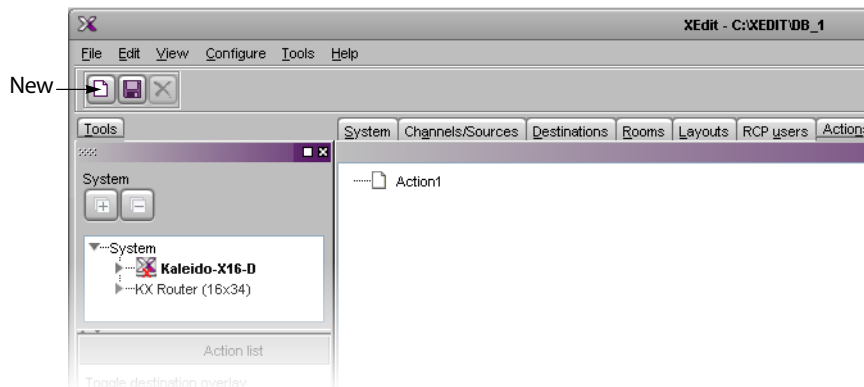 XEdit - C:\XEDIT\DB_1
File Edit View Configure Tools Help
New
Tools
System Channels/Sources Destinations Rooms Layouts RCP users Actions
System
Action1
System
Kaleido-X16-D
KX Router (16x34)
Action list
Toggle destination overlay